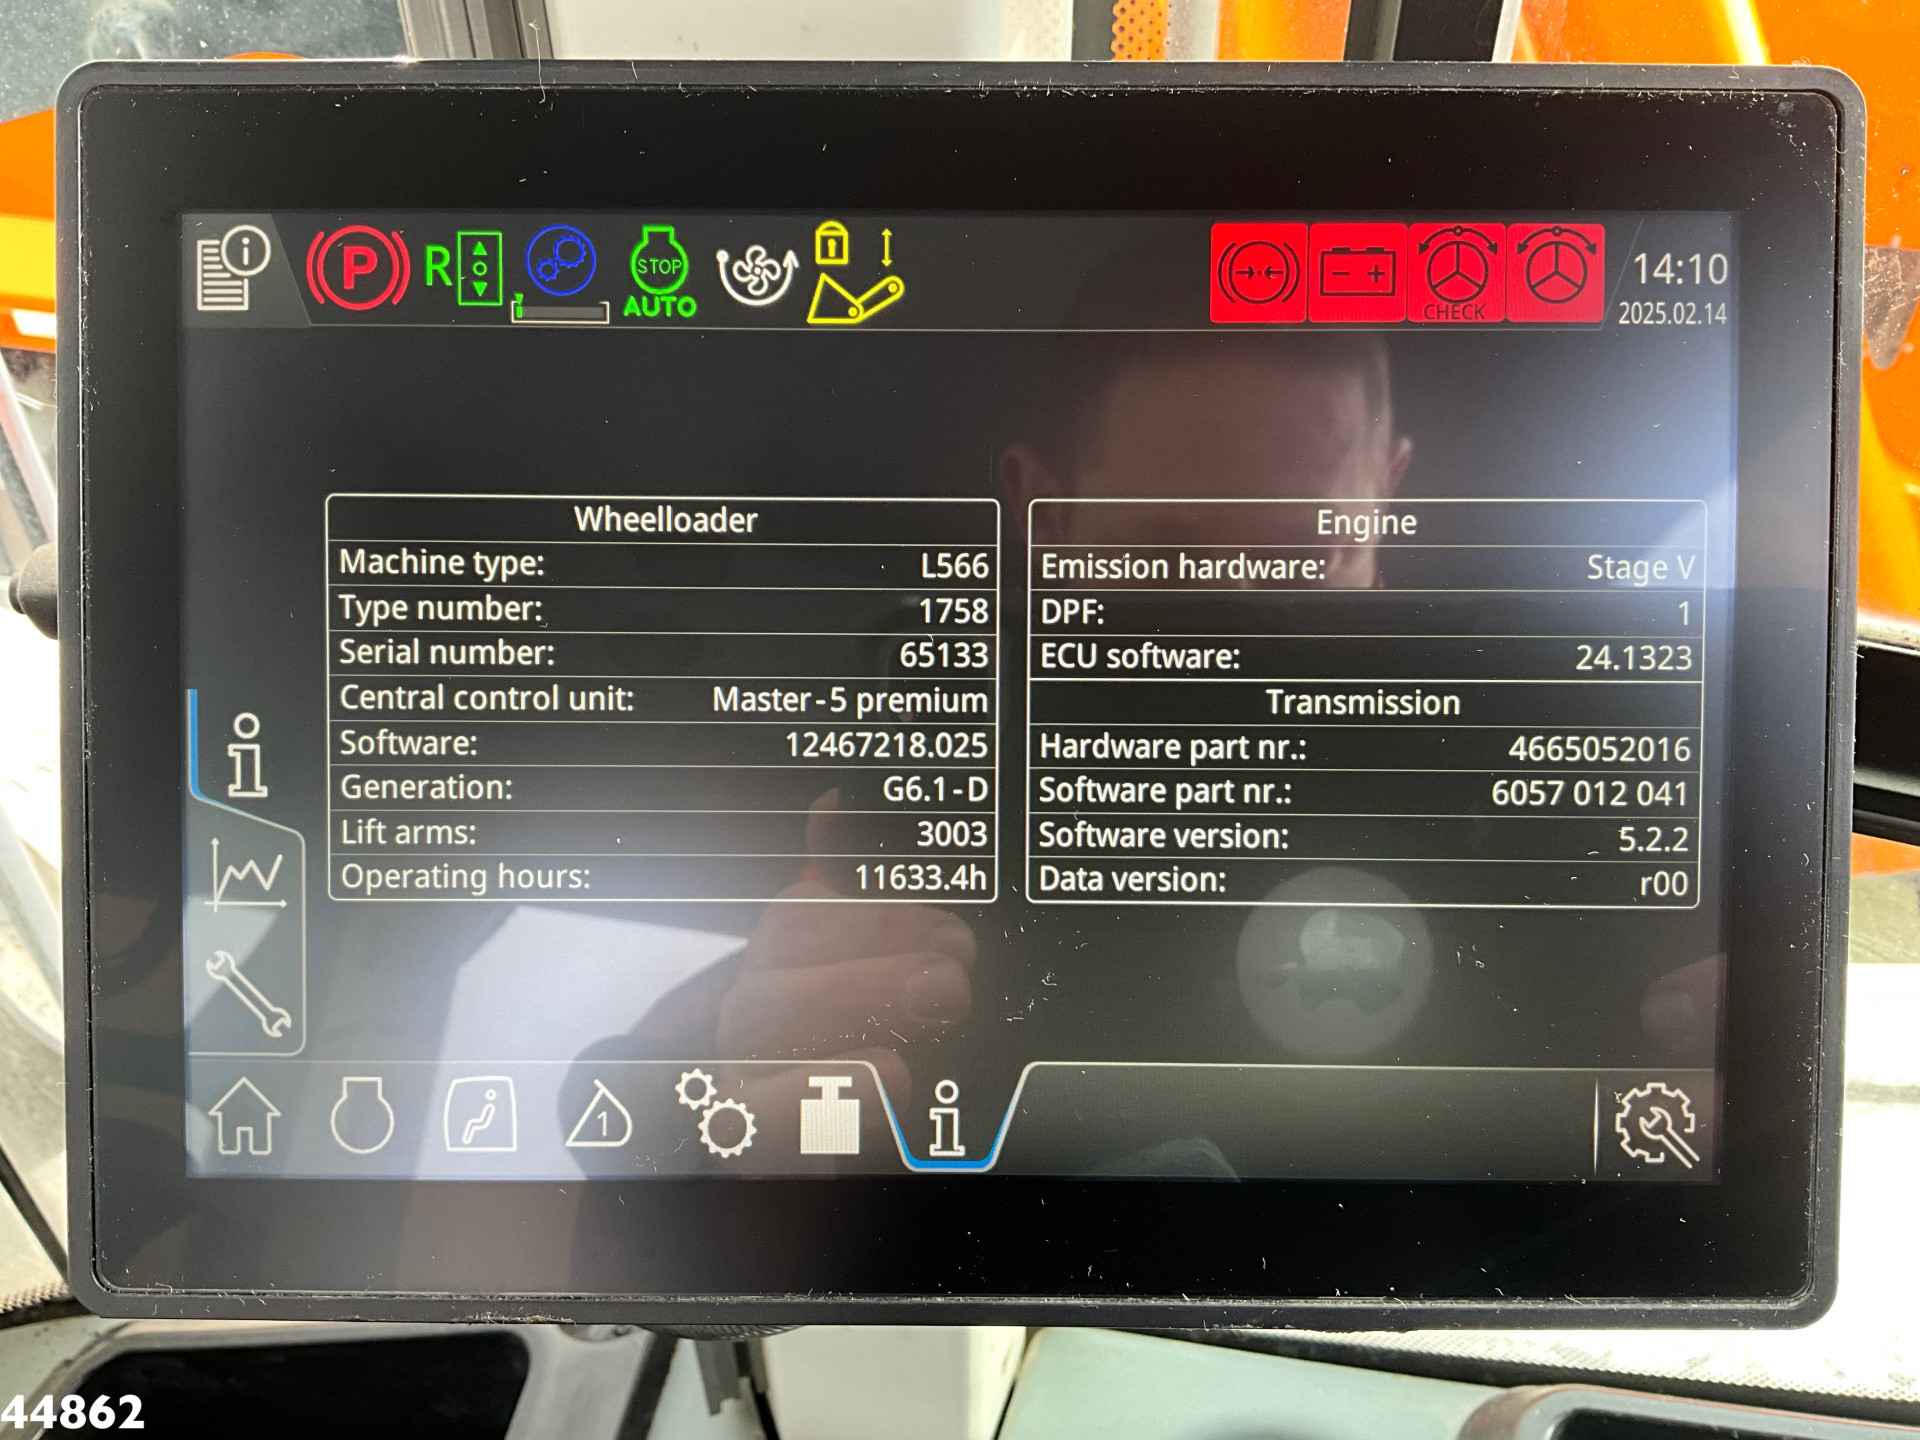 P
R
STOP
AUTO
CHECK
14:10
2025.02.14
Wheelloader
Machine type: L566
Type number: 1758
Serial number: 65133
Central control unit: Master-5 premium
Software: 12467218.025
Generation: G6.1-D
Lift arms: 3003
Operating hours: 11633.4h
Engine
Emission hardware: Stage V
DPF: 1
ECU software: 24.1323
Transmission
Hardware part nr.: 4665052016
Software part nr.: 6057 012 041
Software version: 5.2.2
Data version: r00
1
44862